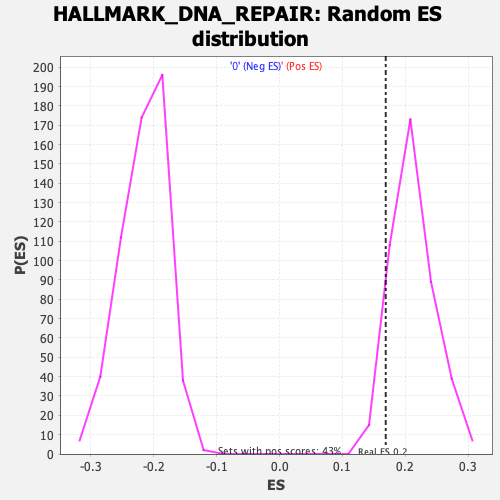 HALLMARK_DNA_REPAIR: Random ES
distribution
'0' (Neg ES)' (Pos ES)
200
190
180
170
160
150
140
130
120
110
100
90
80
70
60
50
40
30
20
10
0
P(ES)
Sets with pos scores: 43%
Real ES 0.2
-0.3 -0.2 -0.1 0.0 0.1 0.2 0.3
ES